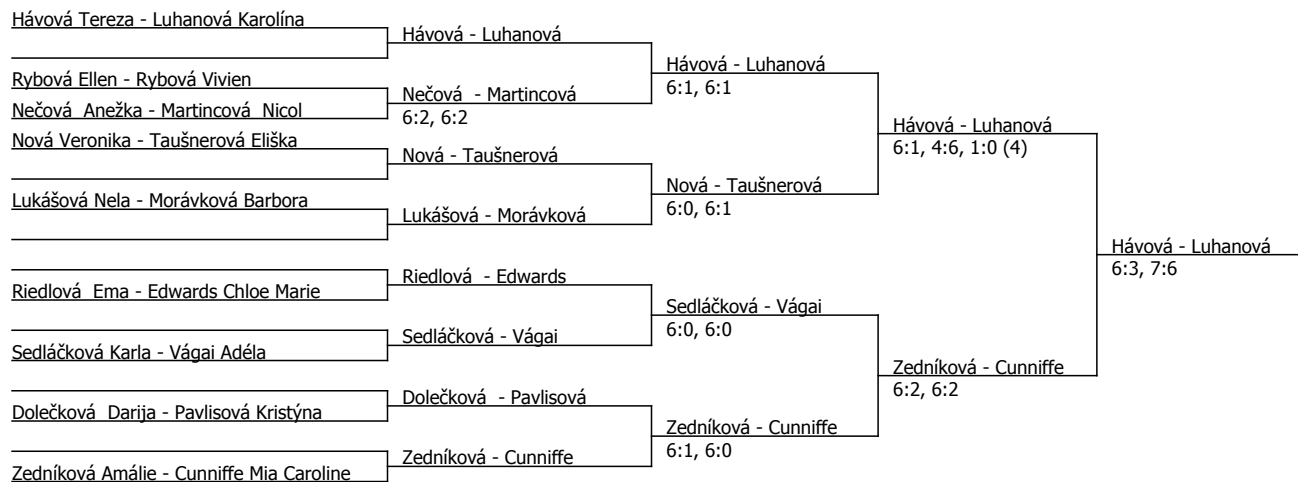 Hávová Tereza - Luhanová Karolína
Rybová Ellen - Rybová Vivien
Nečová  Anežka - Martincová  Nicol
Nová Veronika - Taušnerová Eliška
Lukášová Nela - Morávková Barbora
Riedlová  Ema - Edwards Chloe Marie
Sedláčková Karla - Vágai Adéla
Dolečková  Darija - Pavlisová Kristýna
Zedníková Amálie - Cunniffe Mia Caroline
Hávová - Luhanová
Nečová  - Martincová
6:2, 6:2
Nová - Taušnerová
Lukášová - Morávková
Riedlová  - Edwards
Sedláčková - Vágai
Dolečková  - Pavlisová
Zedníková - Cunniffe
Hávová - Luhanová
6:1, 6:1
Nová - Taušnerová
6:0, 6:1
Sedláčková - Vágai
6:0, 6:0
Zedníková - Cunniffe
6:1, 6:0
Hávová - Luhanová
6:1, 4:6, 1:0 (4)
Zedníková - Cunniffe
6:2, 6:2
Hávová - Luhanová
6:3, 7:6